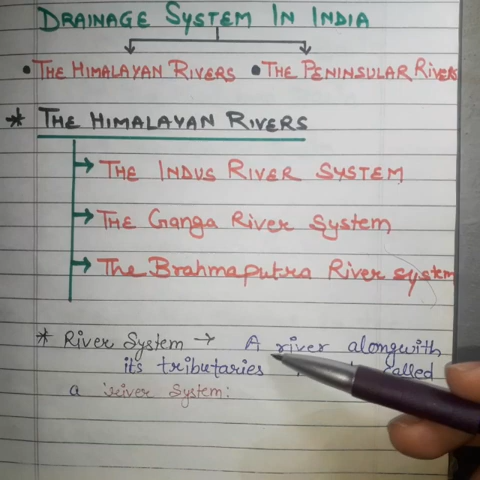 DRAINAGE SYSTEM IN INDIA
• THE HIMALAYAN RIVERS • THE PENINSULAR RIVERS
* THE HIMALAYAN RIVERS
→ THE INDUS RIVER SYSTEM
→ THE Ganga River System
→ The Brahmaputra River system
* River System → A river alongwith
its tributaries called
a river System: